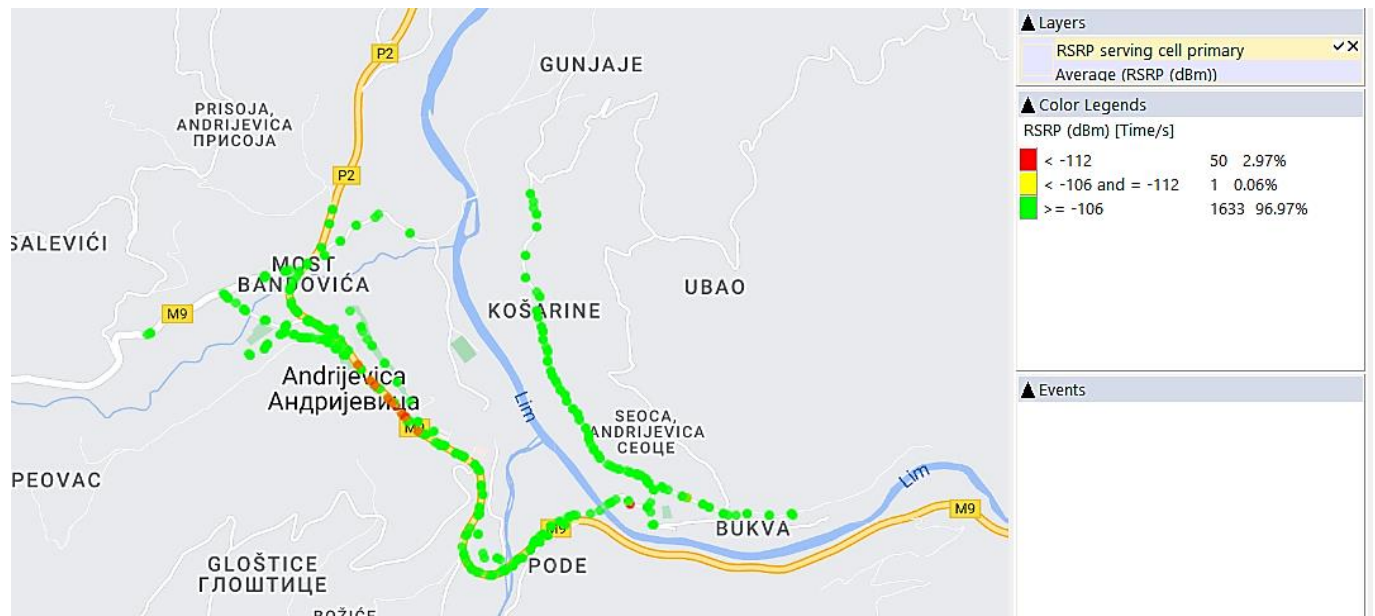 P2
GUNJAJE
PRISOJA,
ANDRIJEVICA
ПРИСОЈА
P2
SALEVIĆI
MOST
BANDOVIĆA
UBAO
M9
KOŠARINE
Andrijevica
Андријевица
Lim
SEOCA,
ANDRIJEVICA
СЕОЦЕ
M9
PEOVAC
Lim
M9
M9
BUKVA
GLOŠTICE
ГЛОШТИЦЕ
PODE
BOŽIĆE
Layers
RSRP serving cell primary
Average (RSRP (dBm))
Color Legends
RSRP (dBm) [Time/s]
< -112 50 2.97%
< -106 and = -112 1 0.06%
>= -106 1633 96.97%
Events